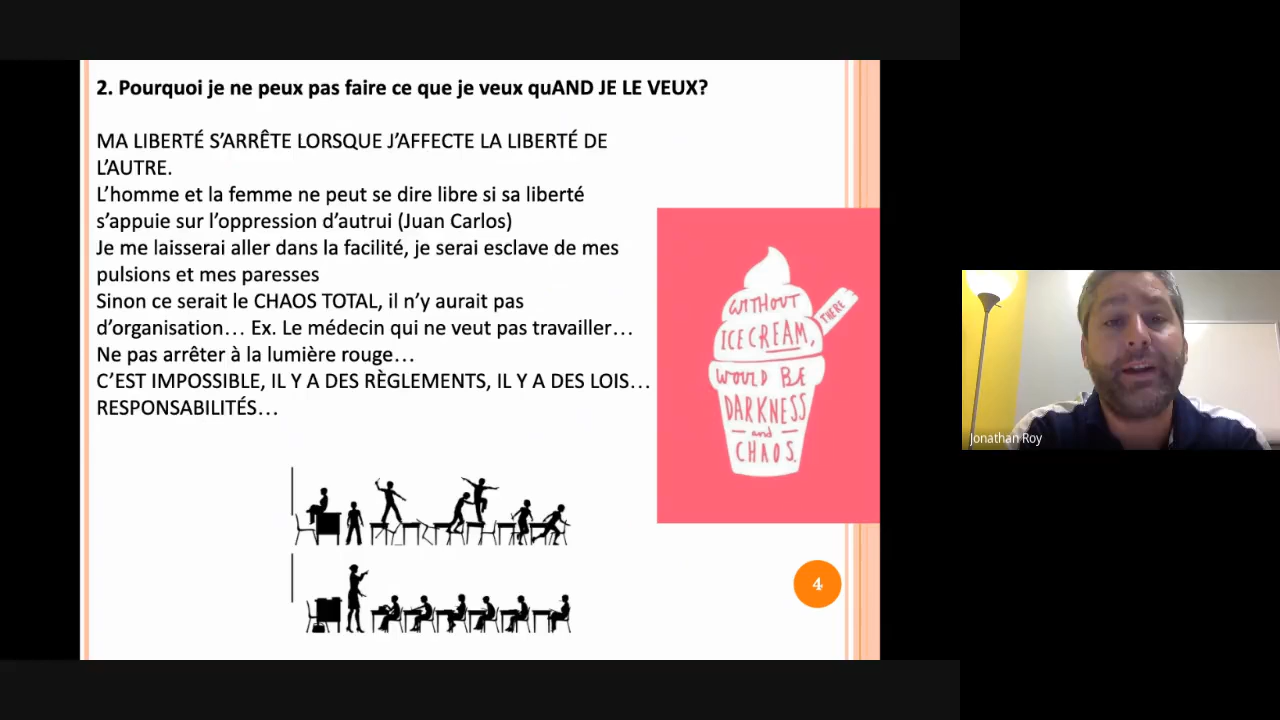 2. Pourquoi je ne peux pas faire ce que je veux quAND JE LE VEUX?
MA LIBERTÉ S’ARRÊTE LORSQUE J’AFFECTE LA LIBERTÉ DE
L’AUTRE.
L’homme et la femme ne peut se dire libre si sa liberté
s’appuie sur l’oppression d’autrui (Juan Carlos)
Je me laisserai aller dans la facilité, je serai esclave de mes
pulsions et mes paresses
Sinon ce serait le CHAOS TOTAL, il n’y aurait pas
d’organisation… Ex. Le médecin qui ne veut pas travailler…
Ne pas arrêter à la lumière rouge…
C’EST IMPOSSIBLE, IL Y A DES RÈGLEMENTS, IL Y A DES LOIS…
RESPONSABILITÉS…
WITHOUT
ICE CREAM,
THERE
WOULD BE
DARKNESS
and
CHAOS.
4
Jonathan Roy